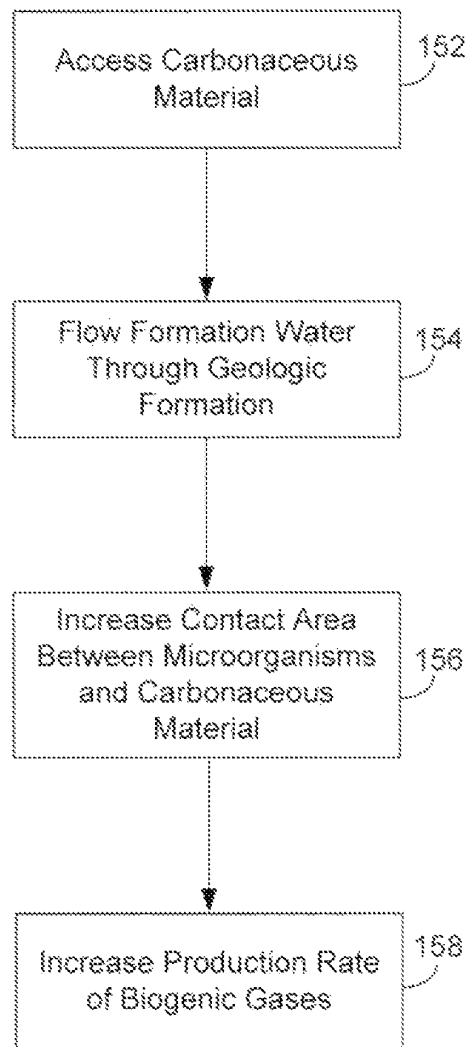 Access Carbonaceous
Material
152
Flow Formation Water
Through Geologic
Formation
154
Increase Contact Area
Between Microorganisms
and Carbonaceous
Material
156
Increase Production Rate
of Biogenic Gases
158